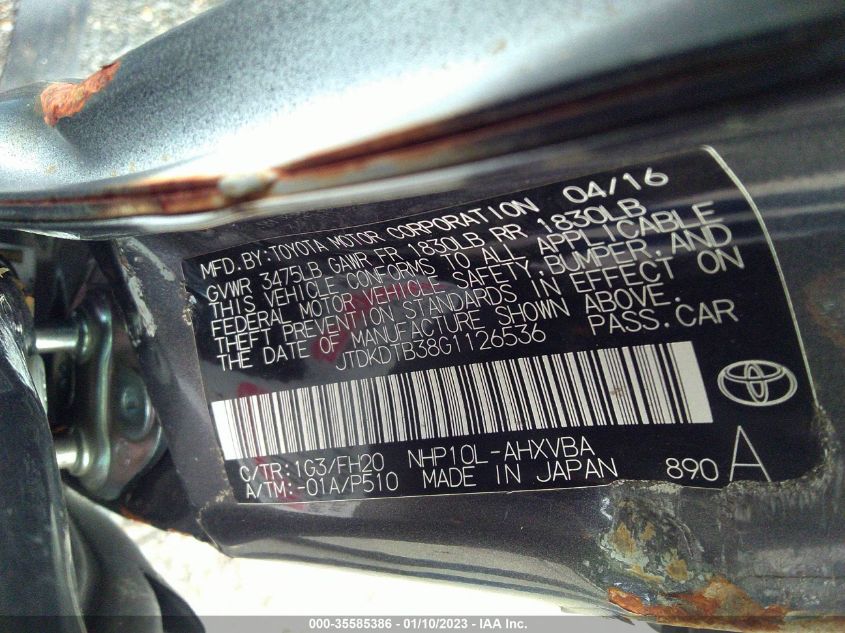 MFD. BY: TOYOTA MOTOR CORPORATION 04/16
GVWR 3475LB GAWR FR 1830LB RR 1830LB
THIS VEHICLE CONFORMS TO ALL APPLICABLE
FEDERAL MOTOR VEHICLE SAFETY, BUMPER, AND
THEFT PREVENTION STANDARDS IN EFFECT ON
THE DATE OF MANUFACTURE SHOWN ABOVE.
JTDKDTB38G1126536 PASS. CAR
C/TR:1G3/FH20 NHP10L-AHXVBA
A/TM:-01A/P510 MADE IN JAPAN 890 A
000-35585386 - 01/10/2023 - IAA Inc.